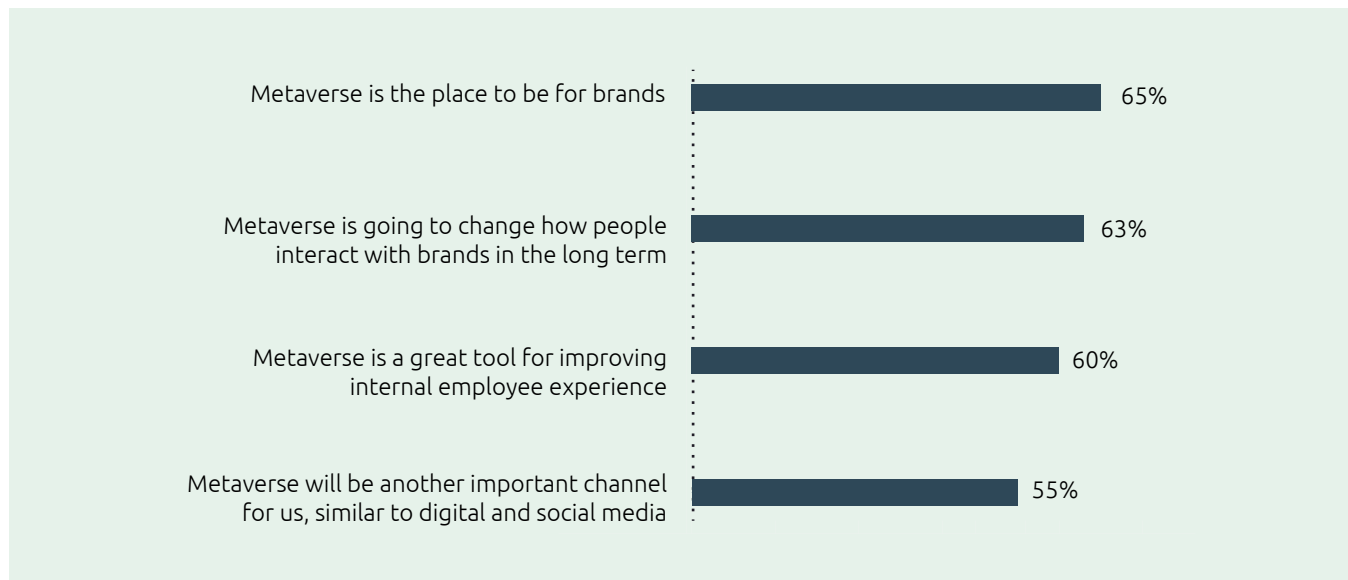 Metaverse is the place to be for brands
65%
Metaverse is going to change how people
interact with brands in the long term
63%
Metaverse is a great tool for improving
internal employee experience
60%
Metaverse will be another important channel
for us, similar to digital and social media
55%